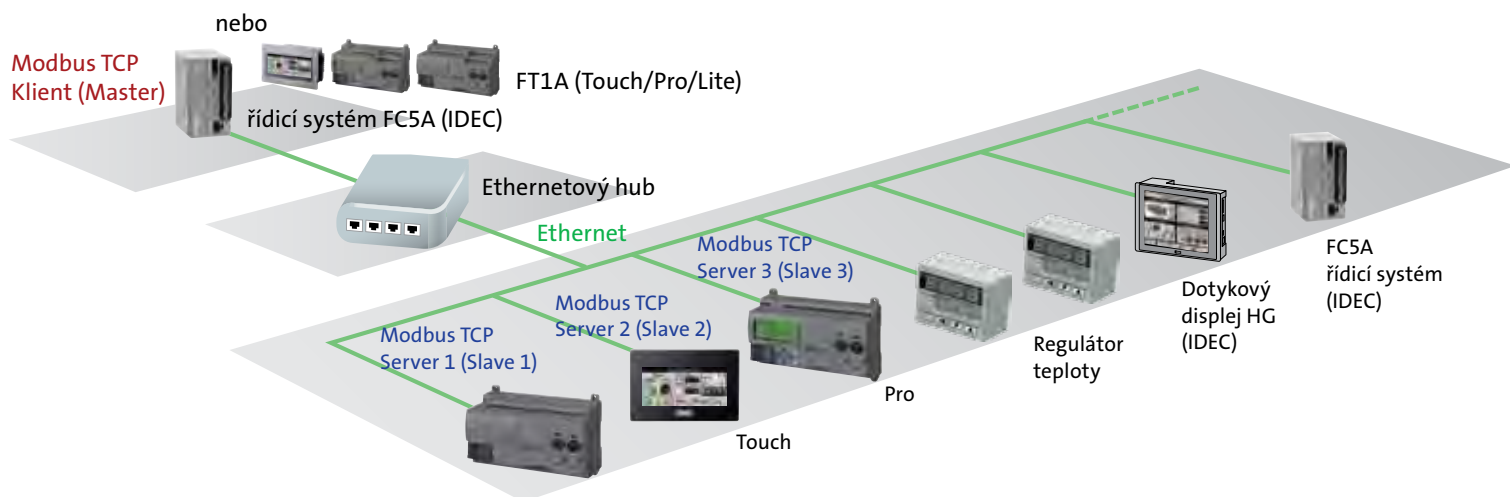 nebo
Modbus TCP
Klient (Master)
FT1A (Touch/Pro/Lite)
řídicí systém FC5A (IDEC)
Ethernetový hub
Ethernet
Modbus TCP
Server 3 (Slave 3)
Modbus TCP
Server 2 (Slave 2)
Modbus TCP
Server 1 (Slave 1)
FC5A
řídicí systém
(IDEC)
Dotykový
displej HG
(IDEC)
Regulátor
teploty
Pro
Touch